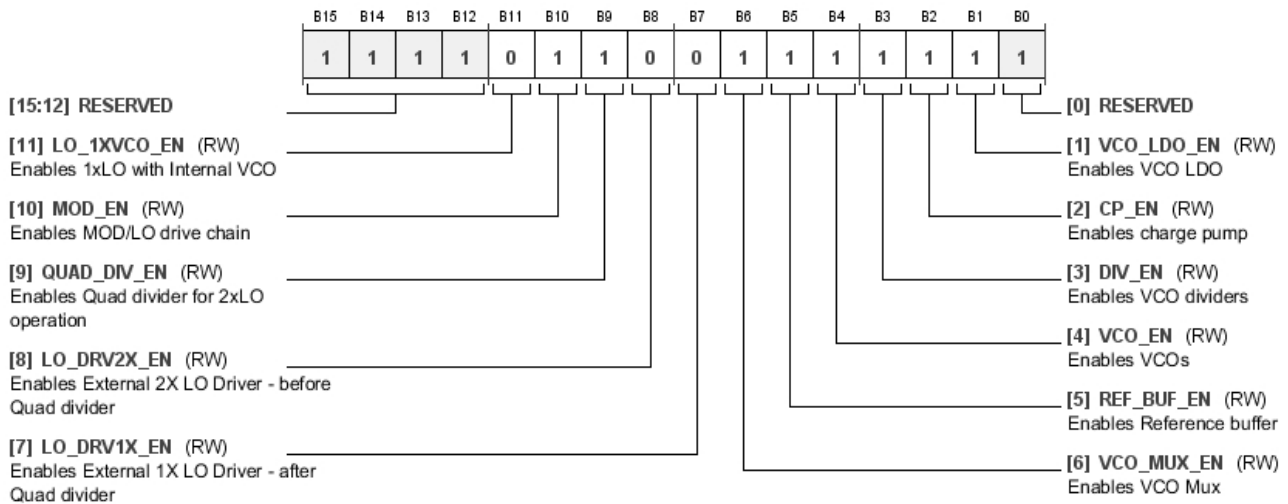 B15 B14 B13 B12 B11 B10 B9 B8 B7 B6 B5 B4 B3 B2 B1 B0
1 1 1 1 0 1 1 0 0 1 1 1 1 1 1 1
[15:12] RESERVED
[11] LO_1XVCO_EN (RW)
Enables 1xLO with Internal VCO
[10] MOD_EN (RW)
Enables MOD/LO drive chain
[9] QUAD_DIV_EN (RW)
Enables Quad divider for 2xLO
operation
[8] LO_DRV2X_EN (RW)
Enables External 2X LO Driver - before
Quad divider
[7] LO_DRV1X_EN (RW)
Enables External 1X LO Driver - after
Quad divider
[0] RESERVED
[1] VCO_LDO_EN (RW)
Enables VCO LDO
[2] CP_EN (RW)
Enables charge pump
[3] DIV_EN (RW)
Enables VCO dividers
[4] VCO_EN (RW)
Enables VCOs
[5] REF_BUF_EN (RW)
Enables Reference buffer
[6] VCO_MUX_EN (RW)
Enables VCO Mux